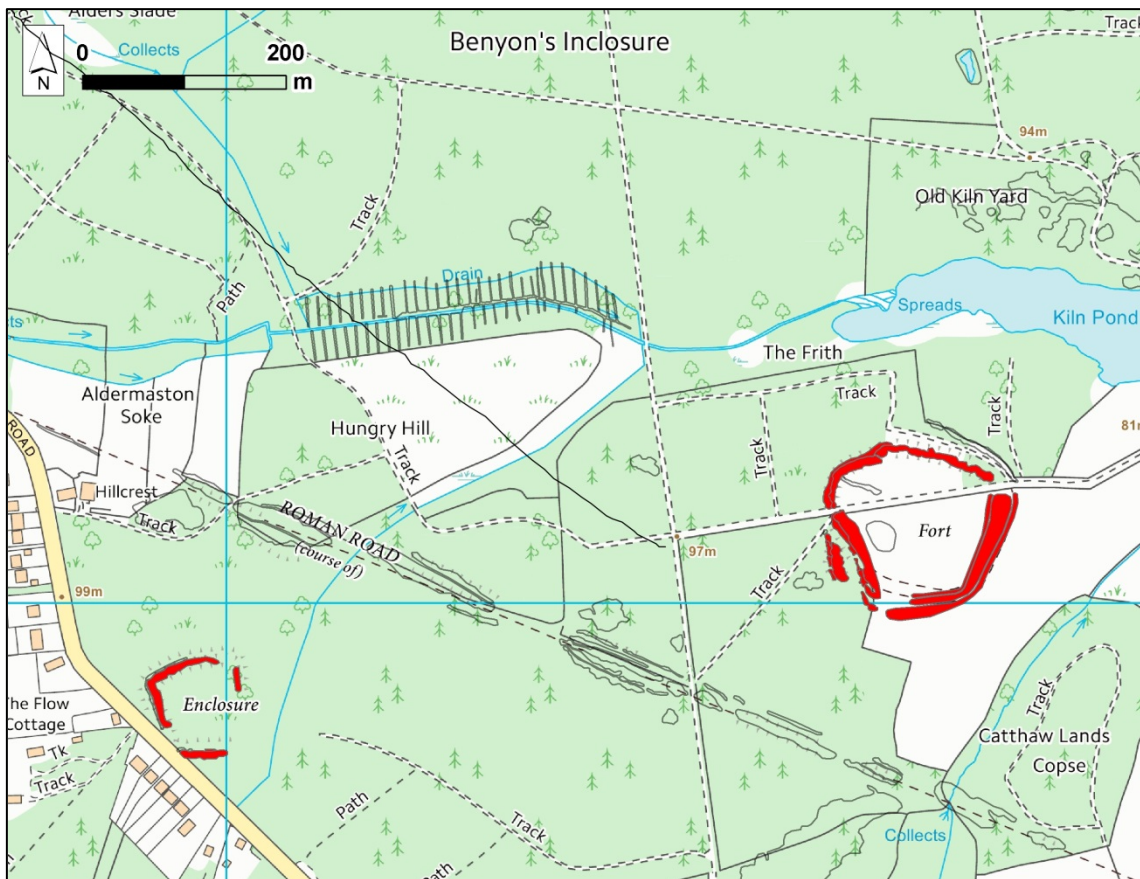 Alders Slade
Collects
0 200
m
N
Benyon's Inclosure
Track
94m
Old Kiln Yard
Track
Path
Drain
Spreads
Kiln Pond
The Frith
Aldermaston
Soke
Hungry Hill
Track
Track
Track
Track
81m
ROAD
Hillcrest
Track
ROMAN ROAD
(course of)
97m
Fort
Track
99m
The Flow
Cottage
Enclosure
Tk
Track
Path
Track
Path
Catthaw Lands
Copse
Track
Collects